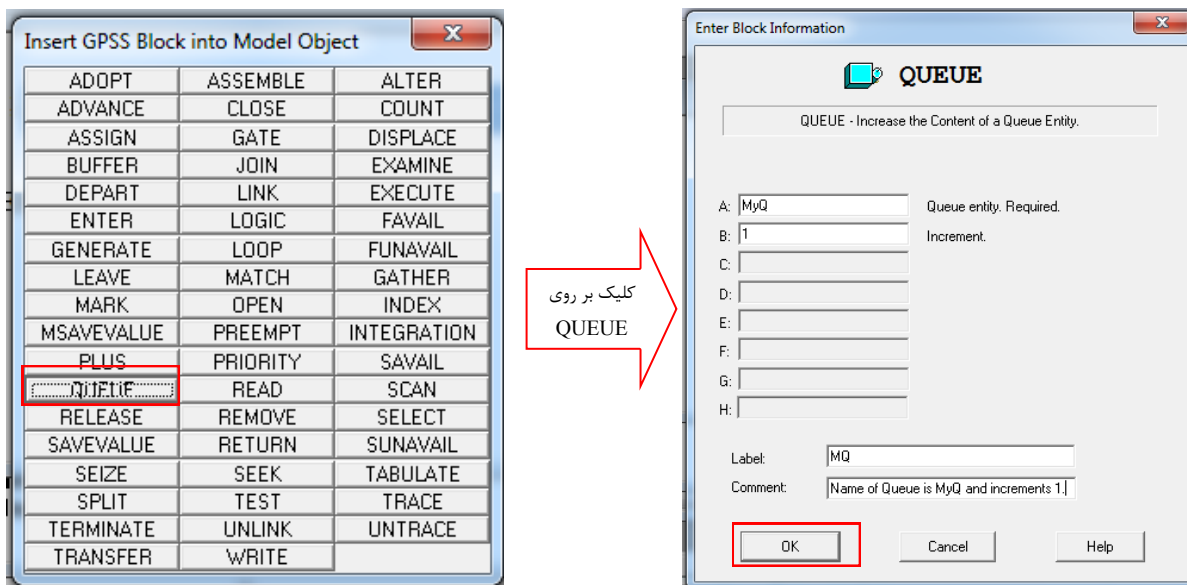 Insert GPSS Block into Model Object
ADOPT ASSEMBLE ALTER
ADVANCE CLOSE COUNT
ASSIGN GATE DISPLACE
BUFFER JOIN EXAMINE
DEPART LINK EXECUTE
ENTER LOGIC FAVAIL
GENERATE LOOP FUNAVAIL
LEAVE MATCH GATHER
MARK OPEN INDEX
MSAVEVALUE PREEMPT INTEGRATION
PLUS PRIORITY SAVAIL
QUEUE READ SCAN
RELEASE REMOVE SELECT
SAVEVALUE RETURN SUNAVAIL
SEIZE SEEK TABULATE
SPLIT TEST TRACE
TERMINATE UNLINK UNTRACE
TRANSFER WRITE
کلیک بر روی
QUEUE
Enter Block Information
QUEUE
QUEUE - Increase the Content of a Queue Entity.
A: MyQ Queue entity. Required.
B: 1 Increment.
C:
D:
E:
F:
G:
H:
Label: MQ
Comment: Name of Queue is MyQ and increments 1.
OK Cancel Help